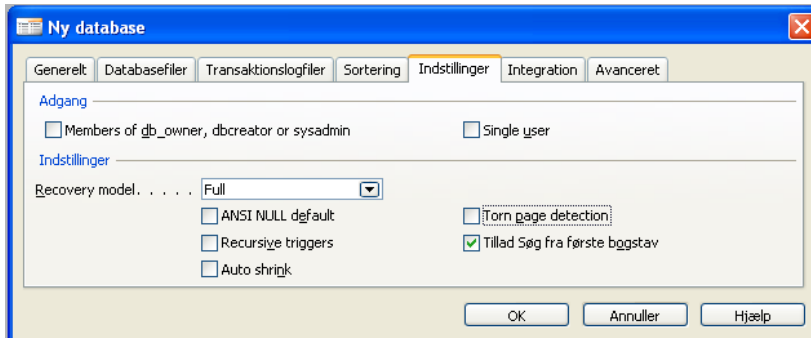 Ny database
Generelt Databasefiler Transaktionslogfiler Sortering Indstillinger Integration Avanceret
Adgang
Members of db_owner, dbcreator or sysadmin Single user
Indstillinger
Recovery model. . . . . Full
ANSI NULL default Torn page detection
Recursive triggers Tillad Søg fra første bogstav
Auto shrink
OK Annuller Hjælp